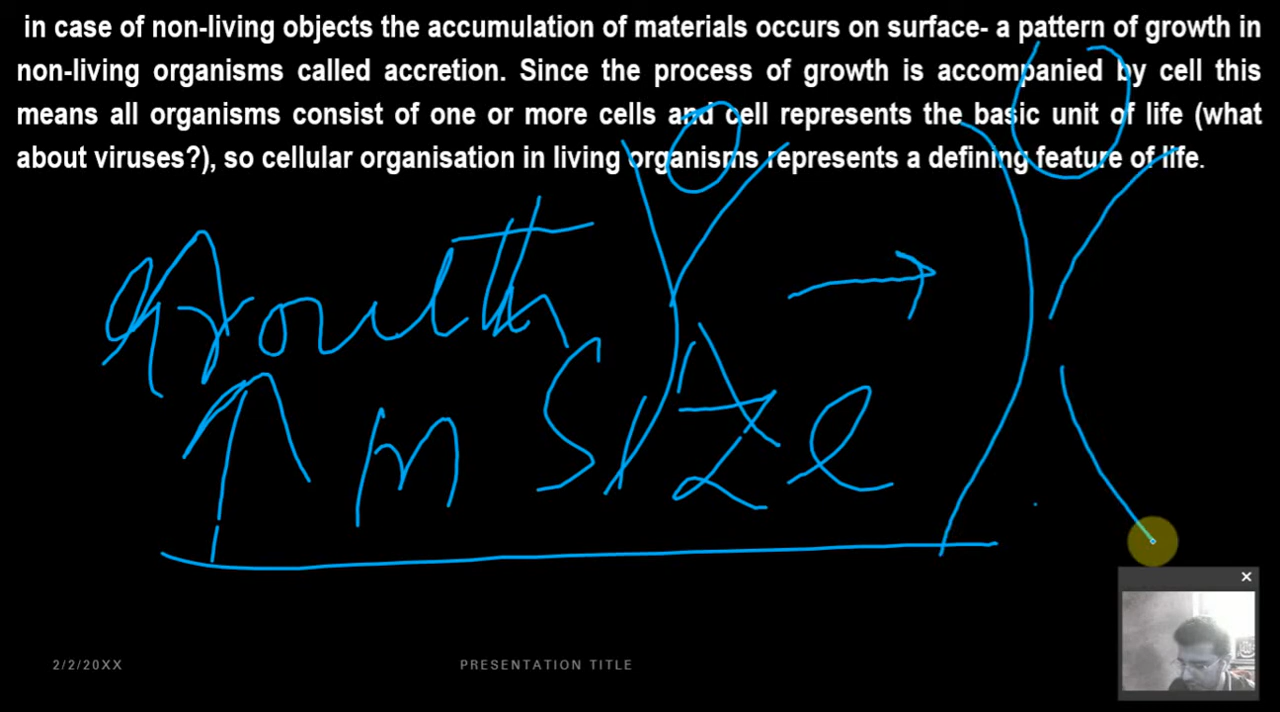 in case of non-living objects the accumulation of materials occurs on surface- a pattern of growth in
non-living organisms called accretion. Since the process of growth is accompanied by cell this
means all organisms consist of one or more cells and cell represents the basic unit of life (what
about viruses?), so cellular organisation in living organisms represents a defining feature of life.
Growth
↑ in size
2/2/20XX
PRESENTATION TITLE